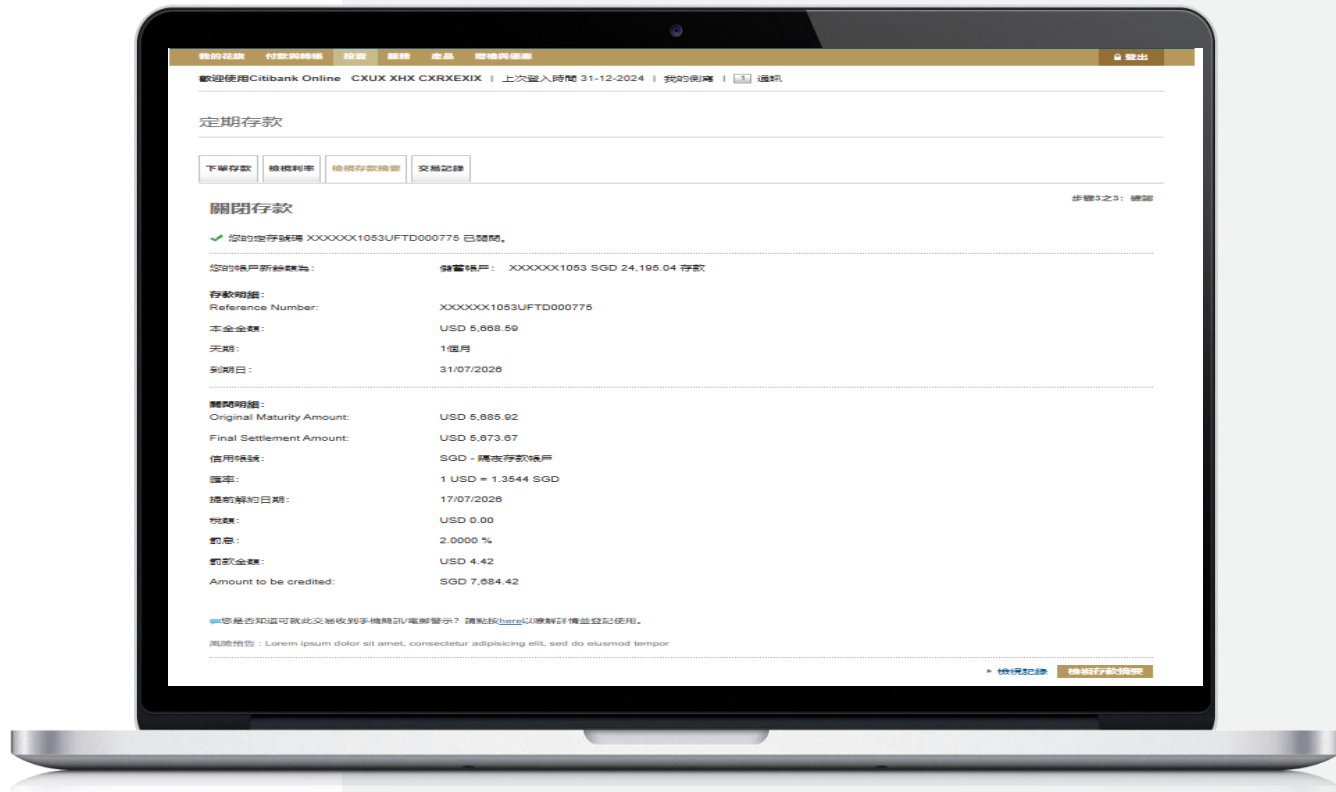 我的花旗 付款與轉帳 投資 服務 產品 禮檔與優惠 登出
歡迎使用Citibank Online CXUX XHX CXRXEXIX | 上次登入時間 31-12-2024 | 我的側寫 | 1 通訊
定期存款
下單存款 檢視利率 檢視存款摘要 交易記錄
關閉存款 步驟3之3: 確認
您的定存號碼 XXXXXX1053UFTD000775 已關閉。
您的帳戶新餘額為: 儲蓄帳戶: XXXXXX1053 SGD 24,195.04 存款
存款明細:
Reference Number: XXXXXX1053UFTD000775
本金金額: USD 5,668.59
天期: 1個月
到期日: 31/07/2026
關閉明細:
Original Maturity Amount: USD 5,685.92
Final Settlement Amount: USD 5,673.67
信用帳號: SGD - 隔夜存款帳戶
匯率: 1 USD = 1.3544 SGD
提前解約日期: 17/07/2026
稅額: USD 0.00
罰息: 2.0000 %
罰款金額: USD 4.42
Amount to be credited: SGD 7,684.42
您是否知道可就此交易收到手機簡訊/電郵警示? 請點按here以瞭解詳情並登記使用。
風險預告 : Lorem ipsum dolor sit amet, consectetur adipisicing elit, sed do eiusmod tempor
檢視記錄 檢視存款摘要